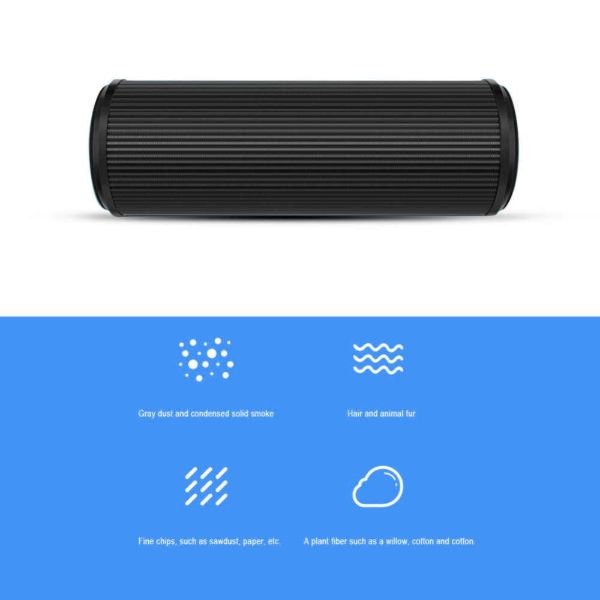 Gray dust and condensed solid smoke
Hair and animal fur
Fine chips, such as sawdust, paper, etc.
A plant fiber such as a willow, cotton and cotton.